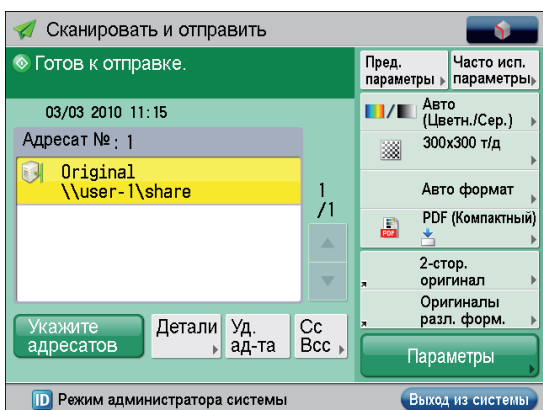 Сканировать и отправить
Готов к отправке.
03/03 2010 11:15
Адресат №: 1
Original
\\user-1\share
1
/1
Укажите
адресатов
Детали
Уд.
ад-та
Cc
Bcc
Пред.
параметры
Часто исп.
параметры
Авто
(Цветн./Сер.)
300x300 т/д
Авто формат
PDF
PDF (Компактный)
2-стор.
оригинал
Оригиналы
разл. форм.
Параметры
ID Режим администратора системы
Выход из системы